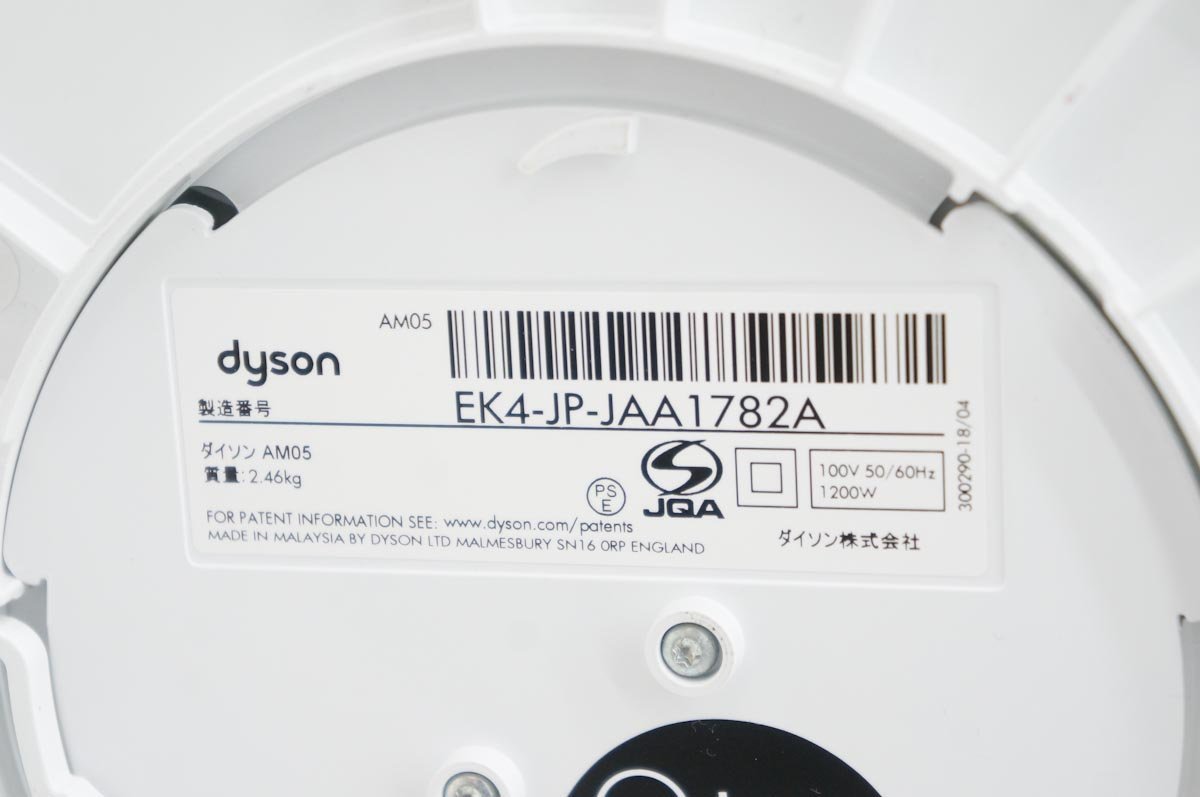 AM05
dyson
製造番号 EK4-JP-JAA1782A
ダイソン AM05
質量:2.46kg
PS
E
JQA
100V 50/60Hz
1200W
300290-18/04
FOR PATENT INFORMATION SEE: www.dyson.com/patents
MADE IN MALAYSIA BY DYSON LTD MALMESBURY SN16 0RP ENGLAND
ダイソン株式会社